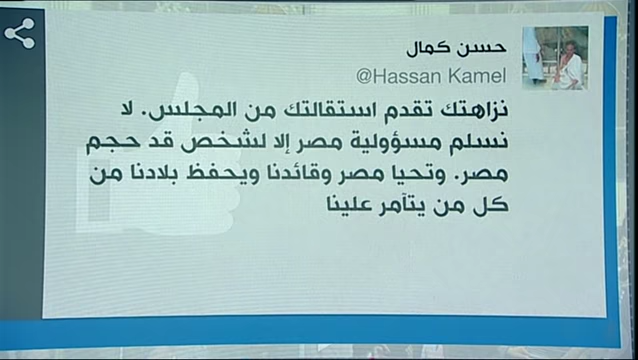 حسن كمال
@Hassan Kamel
نزاهتك تقدم استقالتك من المجلس. لا
نسلم مسؤولية مصر إلا لشخص قد حجم
مصر. وتحيا مصر وقائدنا ويحفظ بلادنا من
كل من يتآمر علينا